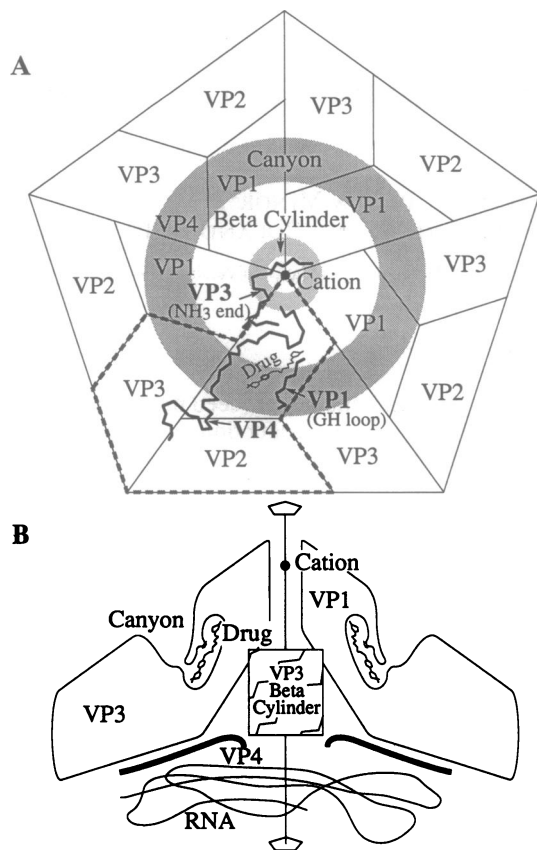 A
VP2
VP3
Canyon
VP3
VP1
VP2
VP1
VP4
Beta Cylinder
VP1
VP3
VP2
VP3
(NH3 end)
Cation
VP1
Drug
VP3
VP1
(GH loop)
VP2
VP4
VP2
VP3
B
Cation
VP1
Canyon
Drug
VP3
Beta
Cylinder
VP3
VP4
RNA